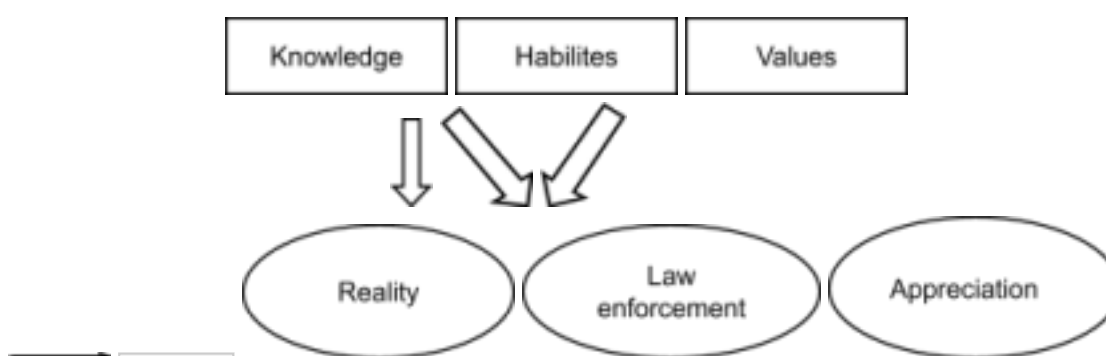 Knowledge
Habilites
Values
Reality
Law
enforcement
Appreciation